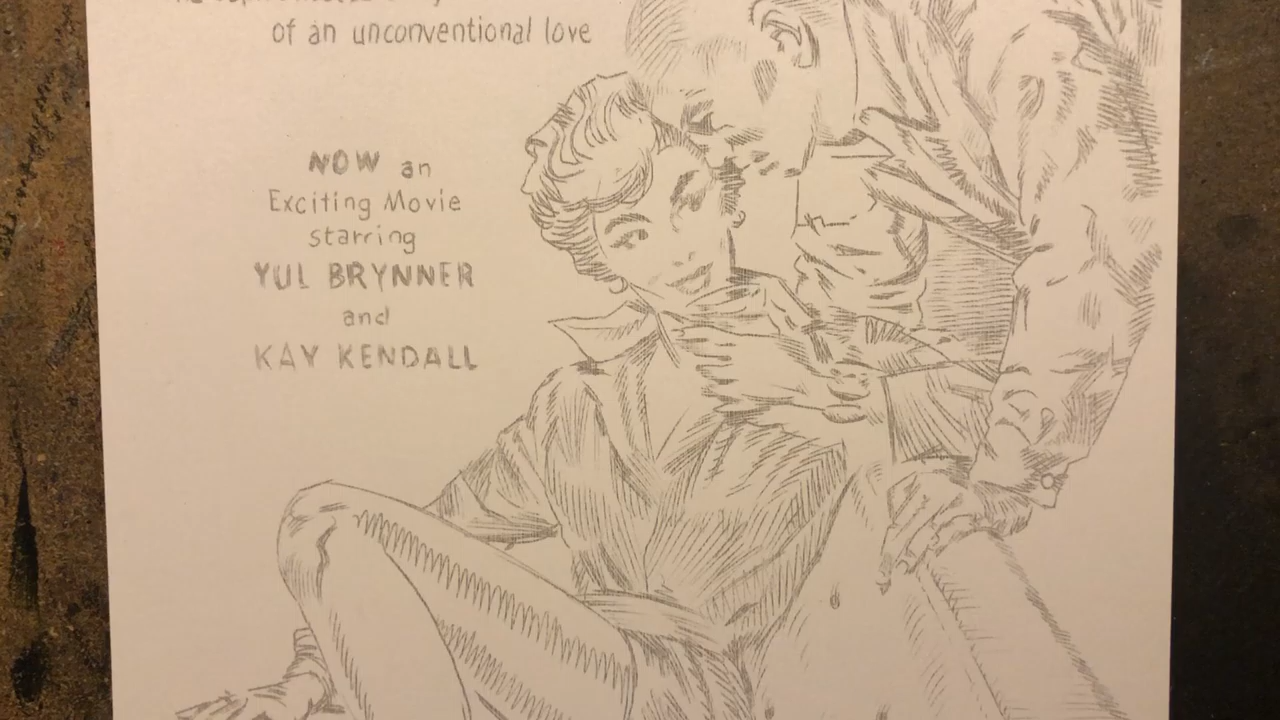 of an unconventional love
NOW an
Exciting Movie
starring
YUL BRYNNER
and
KAY KENDALL